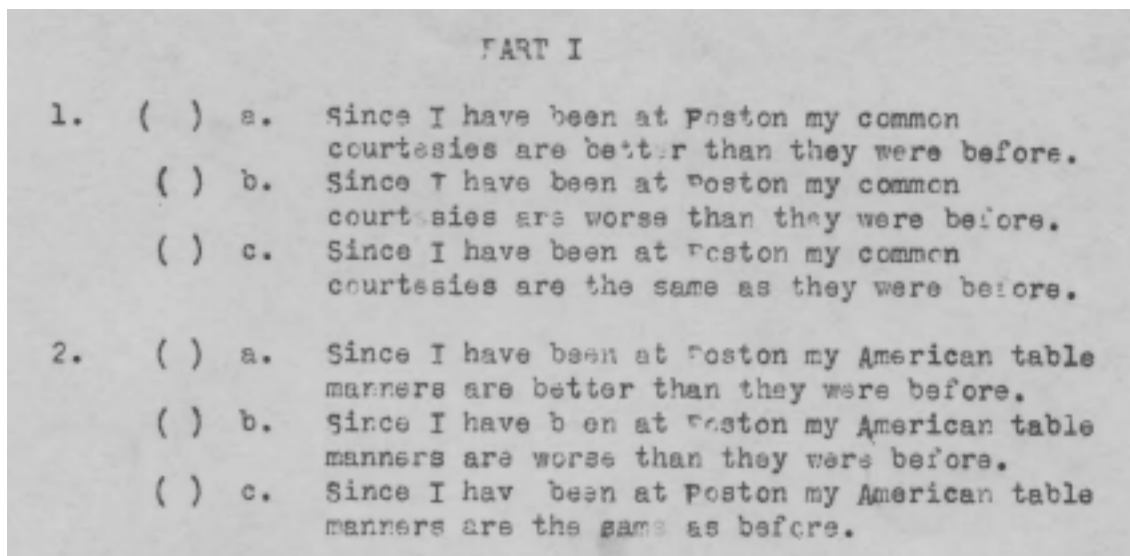 PART I
1. ( ) a. Since I have been at Poston my common
courtesies are better than they were before.
( ) b. Since I have been at Poston my common
courtesies are worse than they were before.
( ) c. Since I have been at Poston my common
courtesies are the same as they were before.
2. ( ) a. Since I have been at Poston my American table
manners are better than they were before.
( ) b. Since I have been at Poston my American table
manners are worse than they were before.
( ) c. Since I have been at Poston my American table
manners are the same as before.